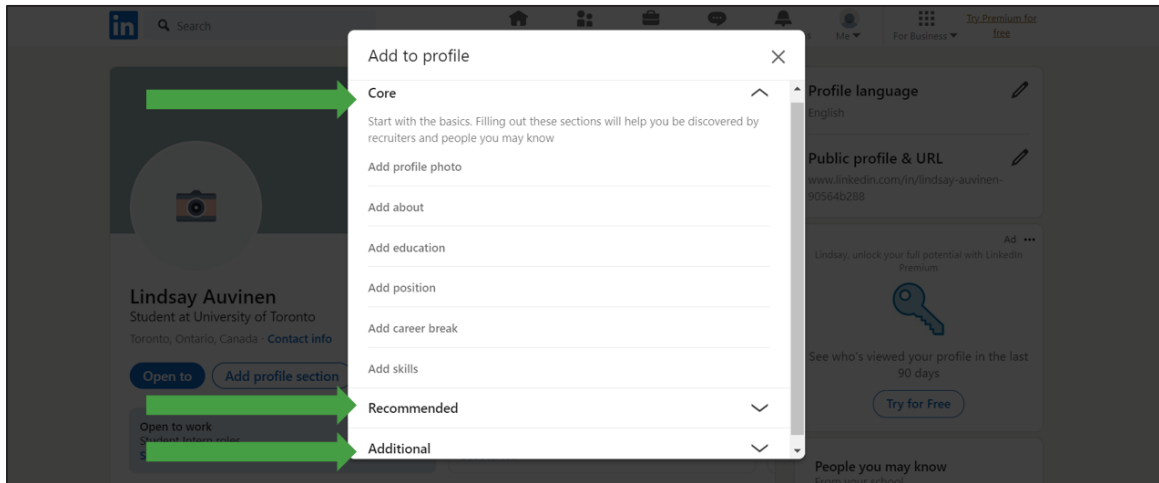 in
Search
Me
For Business
Try Premium for
free
Add to profile
Core
Start with the basics. Filling out these sections will help you be discovered by
recruiters and people you may know
Add profile photo
Add about
Add education
Add position
Add career break
Add skills
Recommended
Additional
Lindsay Auvinen
Student at University of Toronto
Toronto, Ontario, Canada · Contact info
Open to
Add profile section
Open to work
Student Intern roles
Profile language
English
Public profile & URL
www.linkedin.com/in/lindsay-auvinen-
90564b288
Ad
Lindsey, unlock your full potential with LinkedIn
Premium
See who's viewed your profile in the last
90 days
Try for Free
People you may know
From your school